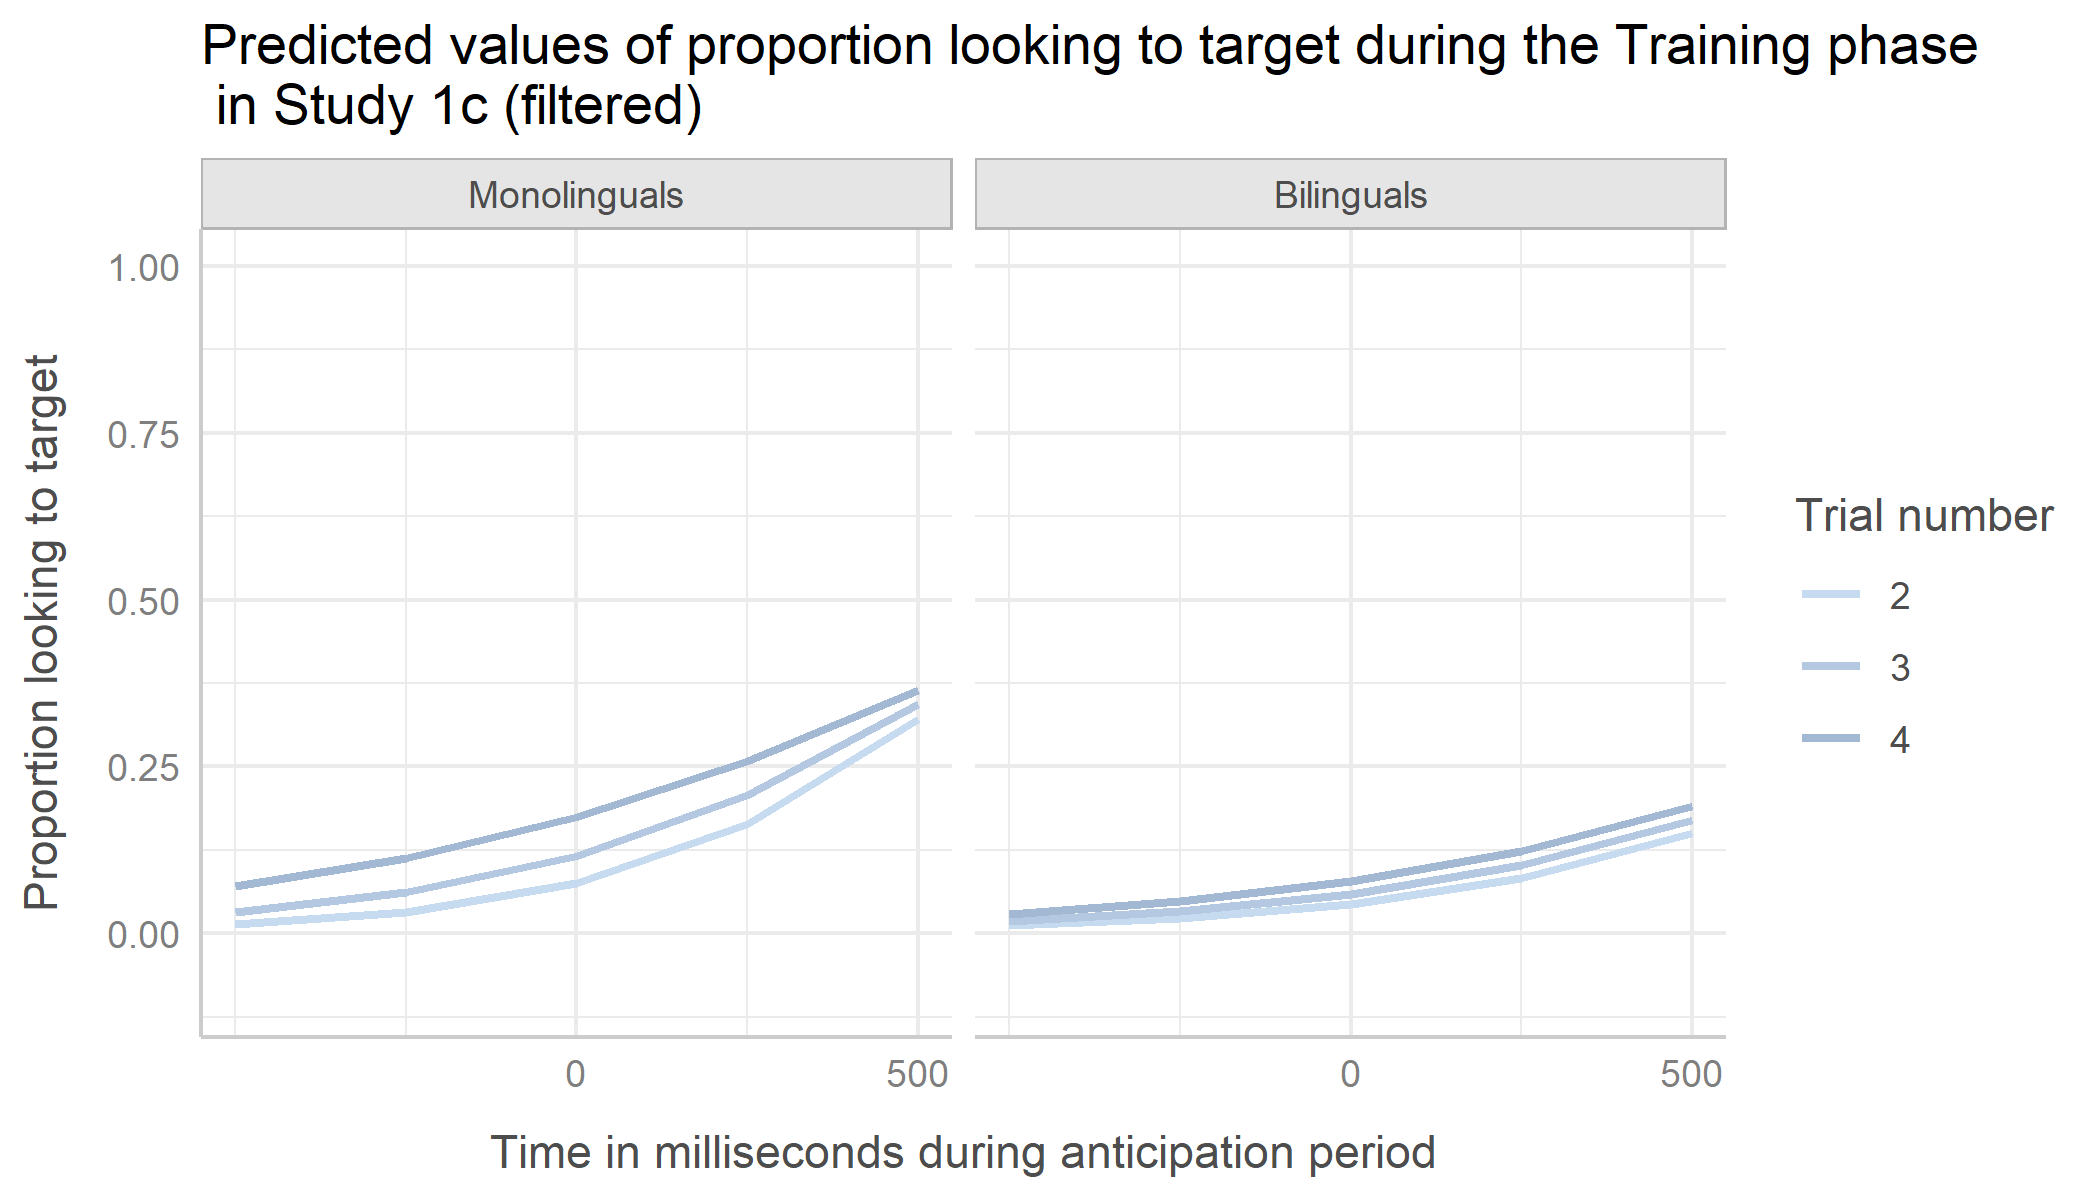 Predicted values of proportion looking to target during the Training phase
in Study 1c (filtered)
Monolinguals
Bilinguals
1.00
0.75
0.50
0.25
0.00
Proportion looking to target
0
500
0
500
Time in milliseconds during anticipation period
Trial number
2
3
4